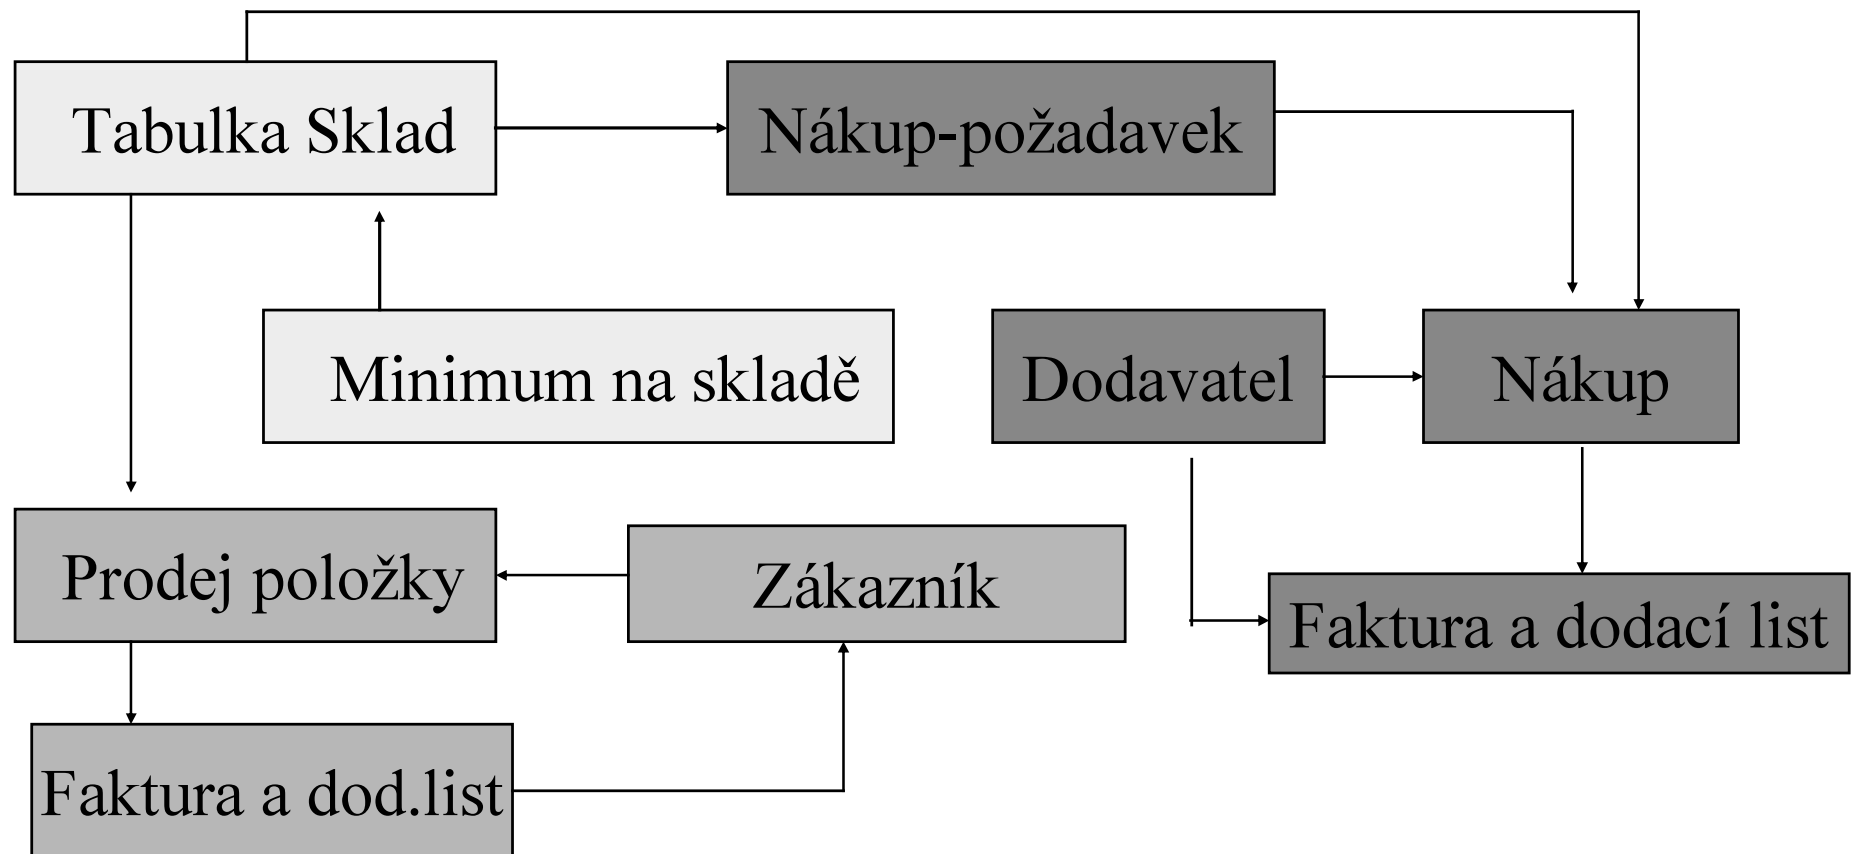 Tabulka Sklad
Nákup-požadavek
Minimum na skladě
Dodavatel
Nákup
Prodej položky
Zákazník
Faktura a dodací list
Faktura a dod.list